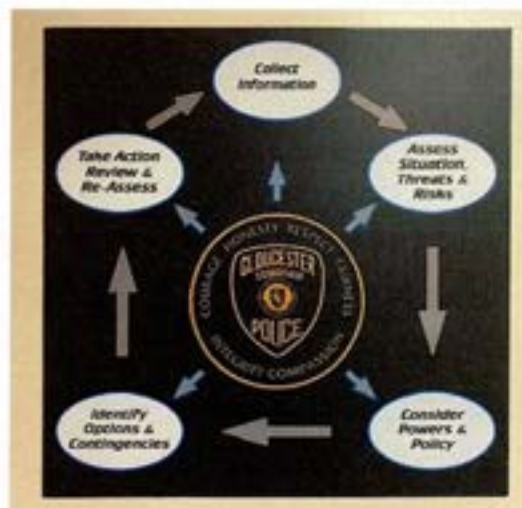 Collect
Information
Assess
Situation,
Threats &
Risks
Consider
Powers &
Policy
Identify
Options &
Contingencies
Take Action
Review &
Re-Assess
COURAGE HONESTY RESPECT FAIRNESS
INTEGRITY COMPASSION
GLOUCESTER
TOWNSHIP
POLICE